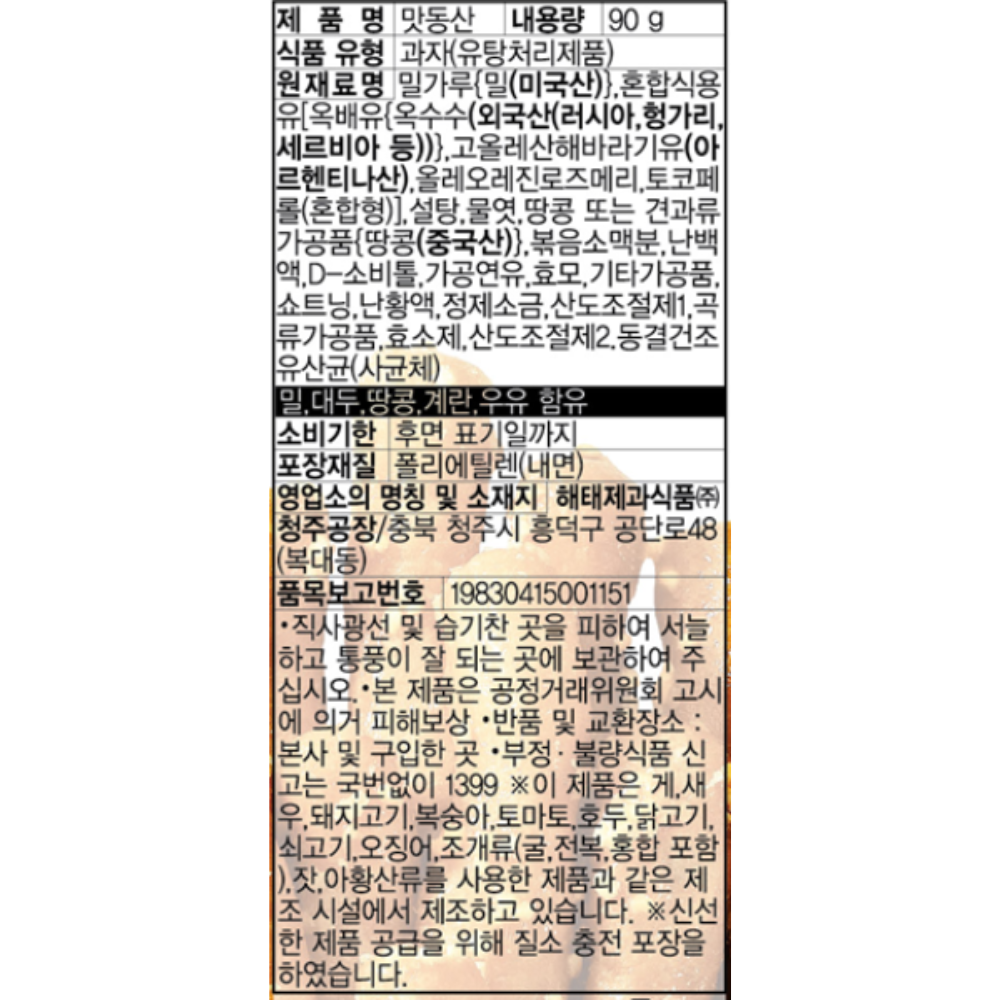 제 품 명 맛동산 내용량 90 g
식품 유형 과자(유탕처리제품)
원재료명 밀가루{밀(미국산)},혼합식용
유[옥배유{옥수수(외국산(러시아,헝가리,
세르비아 등))},고올레산해바라기유(아
르헨티나산),올레오레진로즈메리,토코페
롤(혼합형)],설탕,물엿,땅콩 또는 견과류
가공품{땅콩(중국산)},볶음소맥분,난백
액,D-소비톨,가공연유,효모,기타가공품,
쇼트닝,난황액,정제소금,산도조절제1,곡
류가공품,효소제,산도조절제2.동결건조
유산균(사균체)
밀,대두,땅콩,계란,우유 함유
소비기한 후면 표기일까지
포장재질 폴리에틸렌(내면)
영업소의 명칭 및 소재지 해태제과식품㈜
청주공장/충북 청주시 흥덕구 공단로48
(복대동)
품목보고번호 19830415001151
•직사광선 및 습기찬 곳을 피하여 서늘
하고 통풍이 잘 되는 곳에 보관하여 주
십시오.•본 제품은 공정거래위원회 고시
에 의거 피해보상 •반품 및 교환장소 :
본사 및 구입한 곳 •부정· 불량식품 신
고는 국번없이 1399 ※이 제품은 게,새
우,돼지고기,복숭아,토마토,호두,닭고기,
쇠고기,오징어,조개류(굴,전복,홍합 포함
),잣,아황산류를 사용한 제품과 같은 제
조 시설에서 제조하고 있습니다. ※신선
한 제품 공급을 위해 질소 충전 포장을
하였습니다.